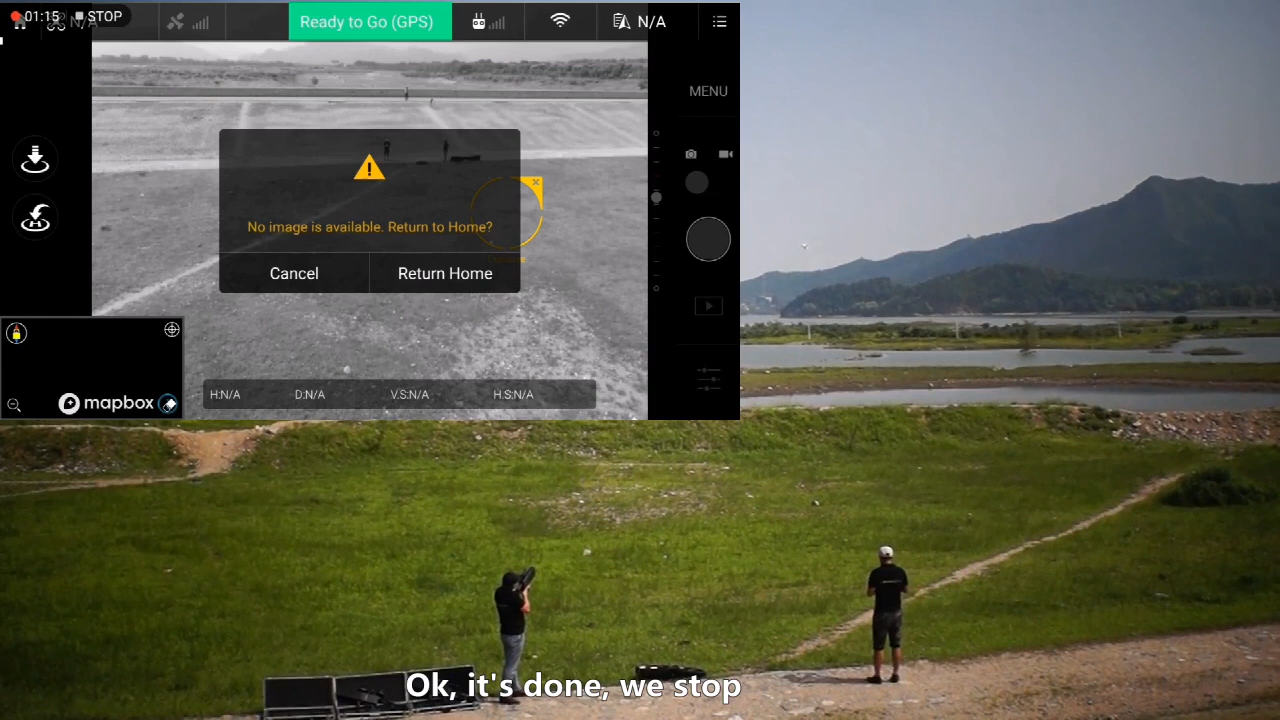 01:15 STOP
N/A
Ready to Go (GPS)
N/A
MENU
No image is available. Return to Home?
Cancel
Return Home
mapbox
H:N/A
D:N/A
V.S:N/A
H.S:N/A
Ok, it's done, we stop